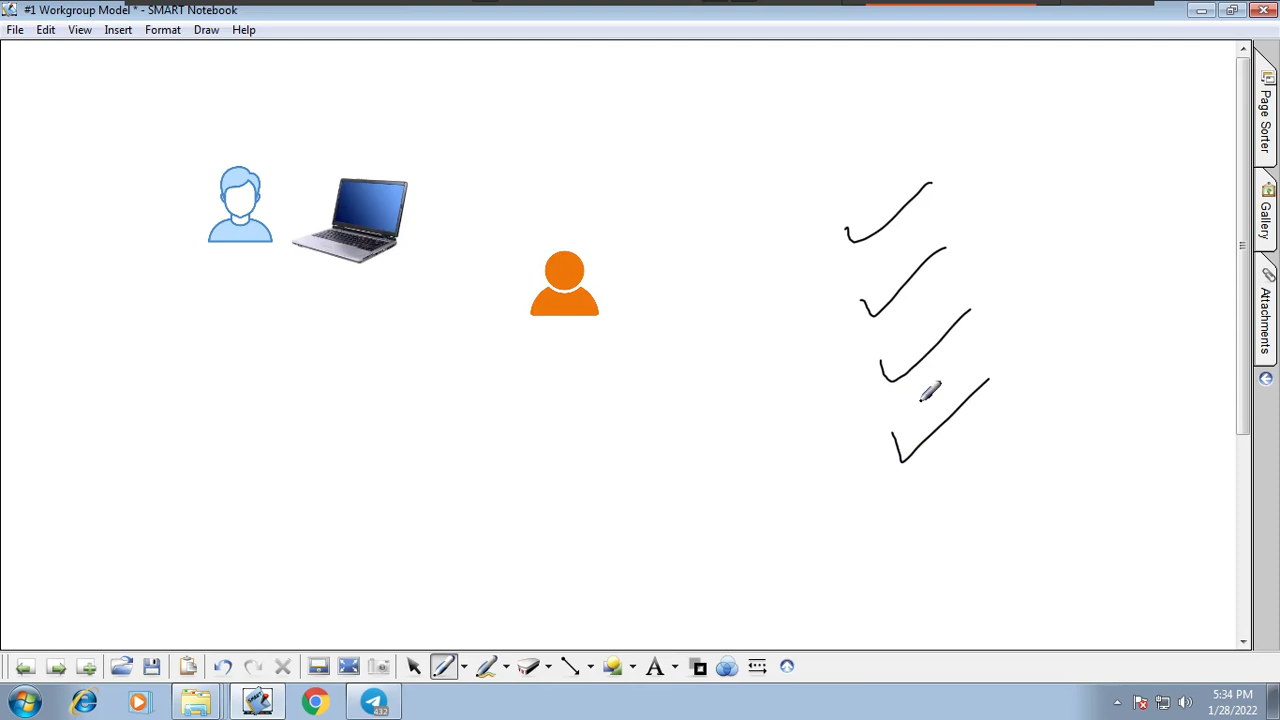 #1 Workgroup Model * - SMART Notebook
File Edit View Insert Format Draw Help
Page Sorter
Gallery
Attachments
A
432
5:34 PM
1/28/2022